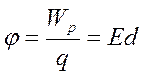 φ = W_p / q = Ed